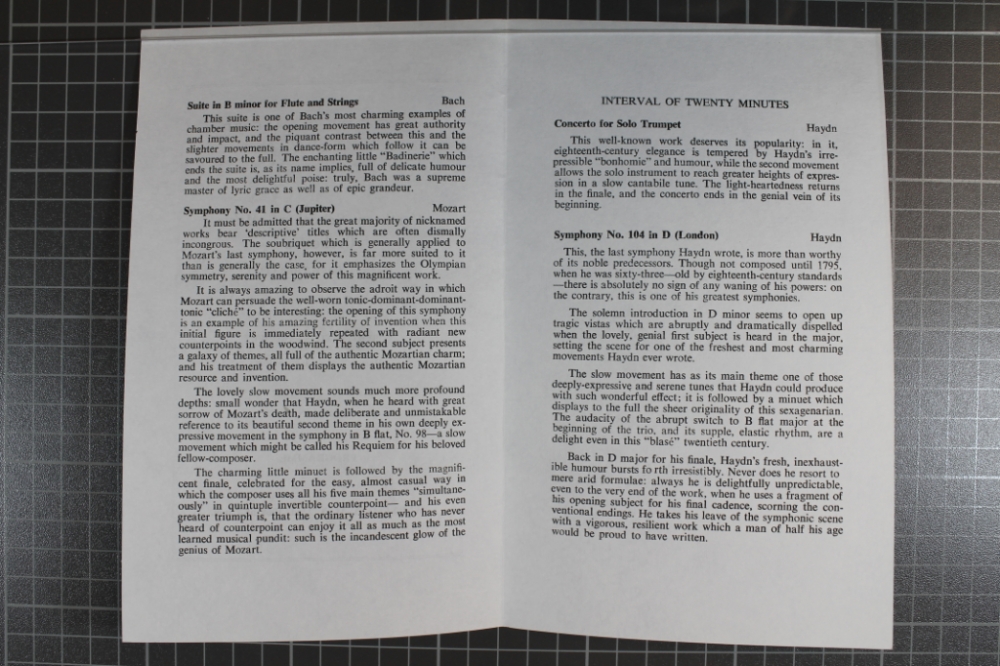 Suite in B minor for Flute and Strings Bach
This suite is one of Bach's most charming examples of
chamber music: the opening movement has great authority
and impact, and the piquant contrast between this and the
slighter movements in dance-form which follow it can be
savoured to the full. The enchanting little "Badinerie" which
ends the suite is, as its name implies, full of delicate humour
and the most delightful poise: truly, Bach was a supreme
master of lyric grace as well as of epic grandeur.
Symphony No. 41 in C (Jupiter) Mozart
It must be admitted that the great majority of nicknamed
works bear 'descriptive' titles which are often dismally
incongrous. The soubriquet which is generally applied to
Mozart's last symphony, however, is far more suited to it
than is generally the case, for it emphasizes the Olympian
symmetry, serenity and power of this magnificent work.
It is always amazing to observe the adroit way in which
Mozart can persuade the well-worn tonic-dominant-dominant-
tonic "cliché" to be interesting: the opening of this symphony
is an example of his amazing fertility of invention when this
initial figure is immediately repeated with radiant new
counterpoints in the woodwind. The second subject presents
a galaxy of themes, all full of the authentic Mozartian charm;
and his treatment of them displays the authentic Mozartian
resource and invention.
The lovely slow movement sounds much more profound
depths: small wonder that Haydn, when he heard with great
sorrow of Mozart's death, made deliberate and unmistakable
reference to its beautiful second theme in his own deeply ex-
pressive movement in the symphony in B flat, No. 98—a slow
movement which might be called his Requiem for his beloved
fellow-composer.
The charming little minuet is followed by the magnifi-
cent finale, celebrated for the easy, almost casual way in
which the composer uses all his five main themes "simultane-
ously" in quintuple invertible counterpoint— and his even
greater triumph is, that the ordinary listener who has never
heard of counterpoint can enjoy it all as much as the most
learned musical pundit: such is the incandescent glow of the
genius of Mozart.
INTERVAL OF TWENTY MINUTES
Concerto for Solo Trumpet Haydn
This well-known work deserves its popularity: in it,
eighteenth-century elegance is tempered by Haydn's irre-
pressible "bonhomie" and humour, while the second movement
allows the solo instrument to reach greater heights of expres-
sion in a slow cantabile tune. The light-heartedness returns
in the finale, and the concerto ends in the genial vein of its
beginning.
Symphony No. 104 in D (London) Haydn
This, the last symphony Haydn wrote, is more than worthy
of its noble predecessors. Though not composed until 1795,
when he was sixty-three—old by eighteenth-century standards
—there is absolutely no sign of any waning of his powers: on
the contrary, this is one of his greatest symphonies.
The solemn introduction in D minor seems to open up
tragic vistas which are abruptly and dramatically dispelled
when the lovely, genial first subject is heard in the major,
setting the scene for one of the freshest and most charming
movements Haydn ever wrote.
The slow movement has as its main theme one of those
deeply-expressive and serene tunes that Haydn could produce
with such wonderful effect; it is followed by a minuet which
displays to the full the sheer originality of this sexagenarian.
The audacity of the abrupt switch to B flat major at the
beginning of the trio, and its supple, elastic rhythm, are a
delight even in this "blasé" twentieth century.
Back in D major for his finale, Haydn's fresh, inexhaust-
ible humour bursts fo rth irresistibly. Never does he resort to
mere arid formulae: always he is delightfully unpredictable,
even to the very end of the work, when he uses a fragment of
his opening subject for his final cadence, scorning the con-
ventional endings. He takes his leave of the symphonic scene
with a vigorous, resilient work which a man of half his age
would be proud to have written.